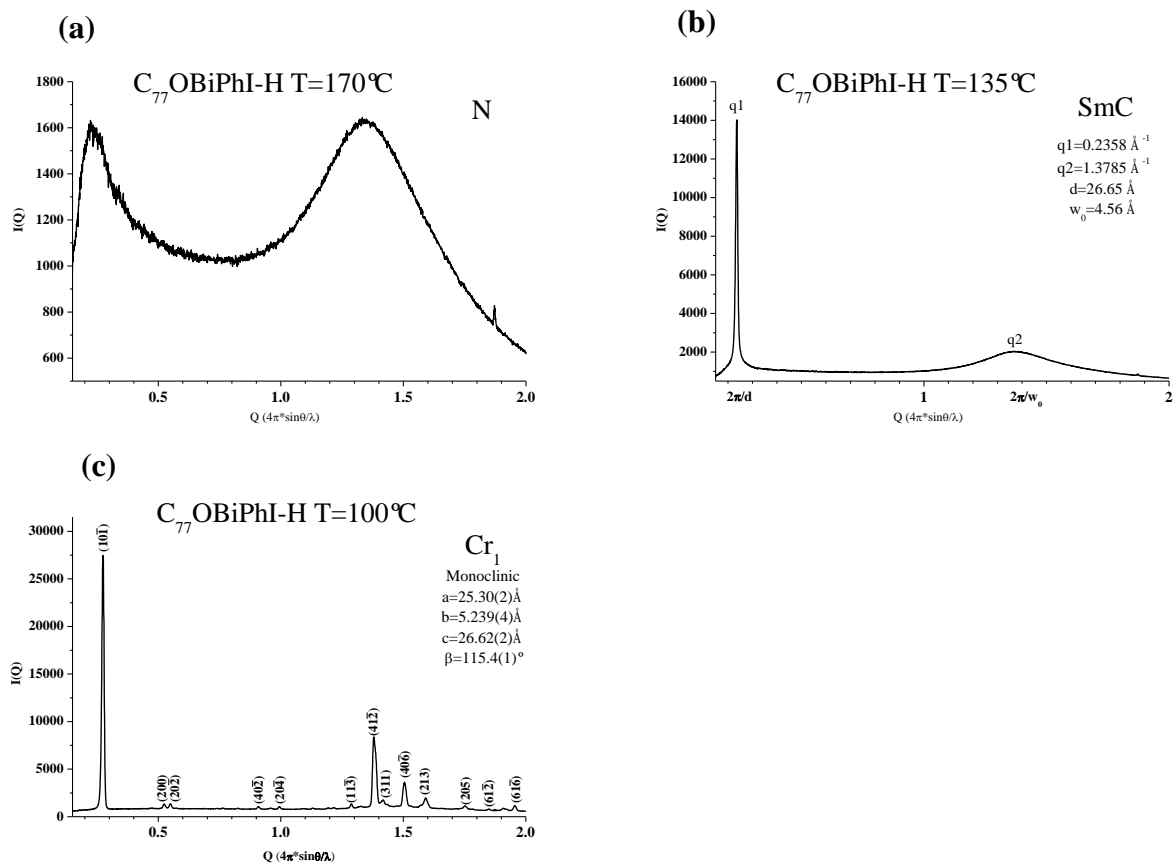 (a)
C₇₇OBiPhI-H T=170ºC
N
1800
1600
1400
1200
1000
800
600
I(Q)
0.5
1.0
1.5
2.0
Q (4π*sinθ/λ)
(b)
C₇₇OBiPhI-H T=135ºC
SmC
q1=0.2358 Å⁻¹
q2=1.3785 Å⁻¹
d=26.65 Å
w₀=4.56 Å
16000
14000
12000
10000
8000
6000
4000
2000
I(Q)
q1
q2
2π/d
1
2π/w₀
2
Q (4π*sinθ/λ)
(c)
C₇₇OBiPhI-H T=100ºC
Cr₁
Monoclinic
a=25.30(2)Å
b=5.239(4)Å
c=26.62(2)Å
β=115.4(1)º
30000
25000
20000
15000
10000
5000
0
I(Q)
(101̅)
(200)
(202̅)
(402̅)
(204̅)
(113̅)
(412̅)
(311)
(406̅)
(213)
(205)
(612̅)
(616̅)
0.5
1.0
1.5
2.0
Q (4π*sinθ/λ)